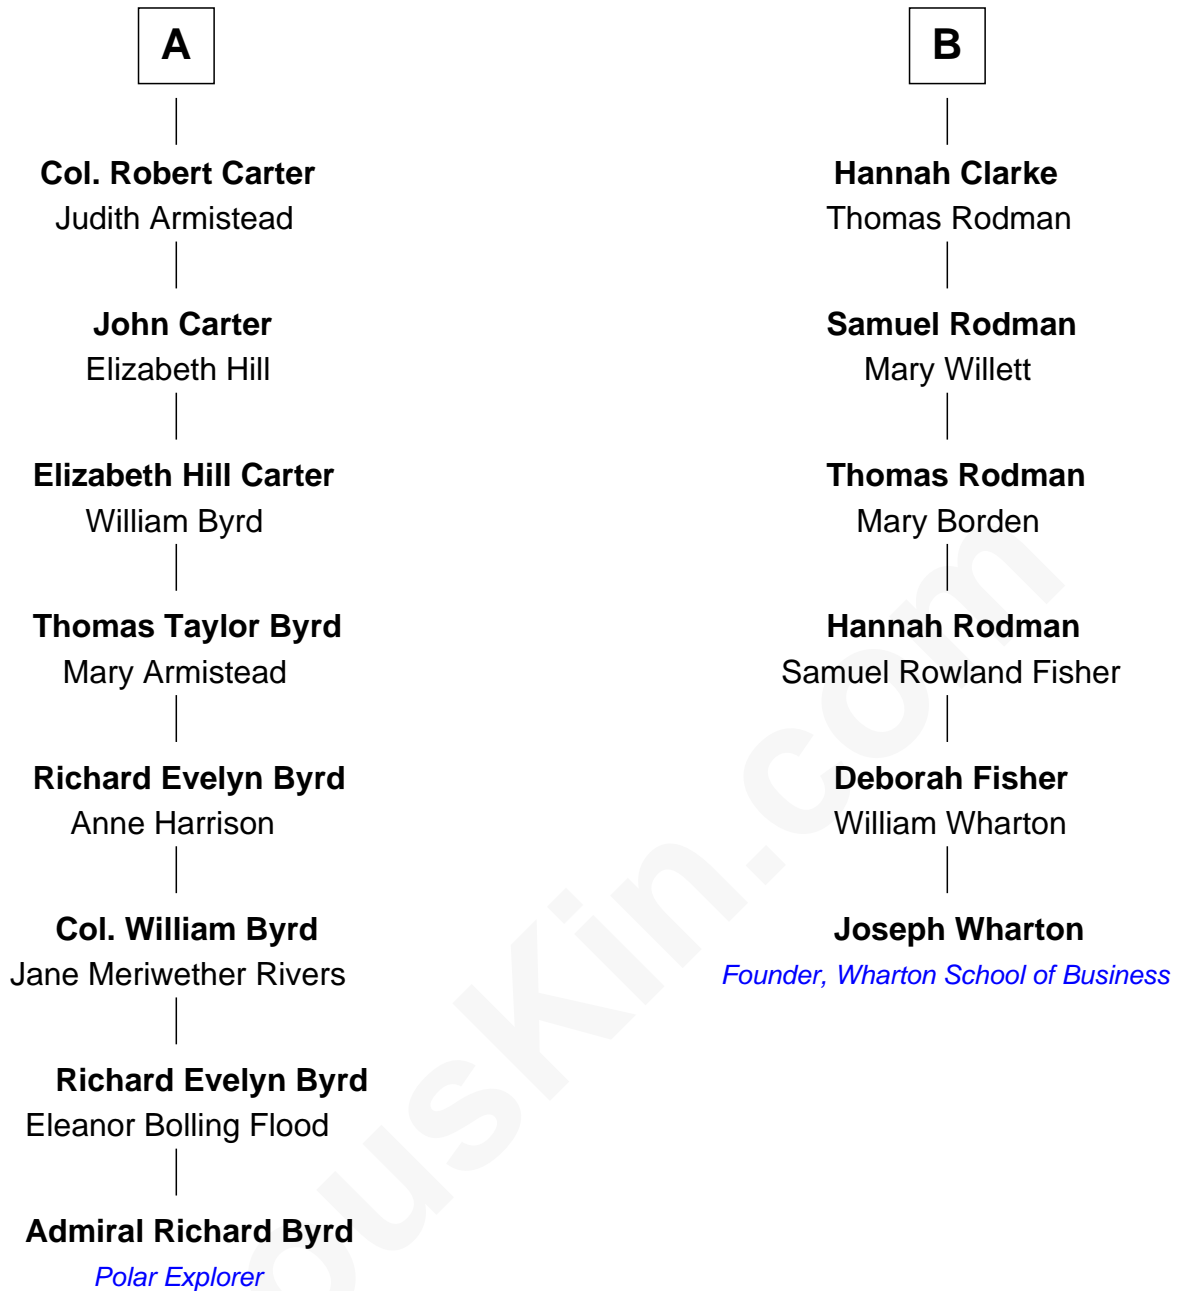 A
Col. Robert Carter
Judith Armistead
John Carter
Elizabeth Hill
Elizabeth Hill Carter
William Byrd
Thomas Taylor Byrd
Mary Armistead
Richard Evelyn Byrd
Anne Harrison
Col. William Byrd
Jane Meriwether Rivers
Richard Evelyn Byrd
Eleanor Bolling Flood
Admiral Richard Byrd
Polar Explorer
B
Hannah Clarke
Thomas Rodman
Samuel Rodman
Mary Willett
Thomas Rodman
Mary Borden
Hannah Rodman
Samuel Rowland Fisher
Deborah Fisher
William Wharton
Joseph Wharton
Founder, Wharton School of Business
ousKin.com